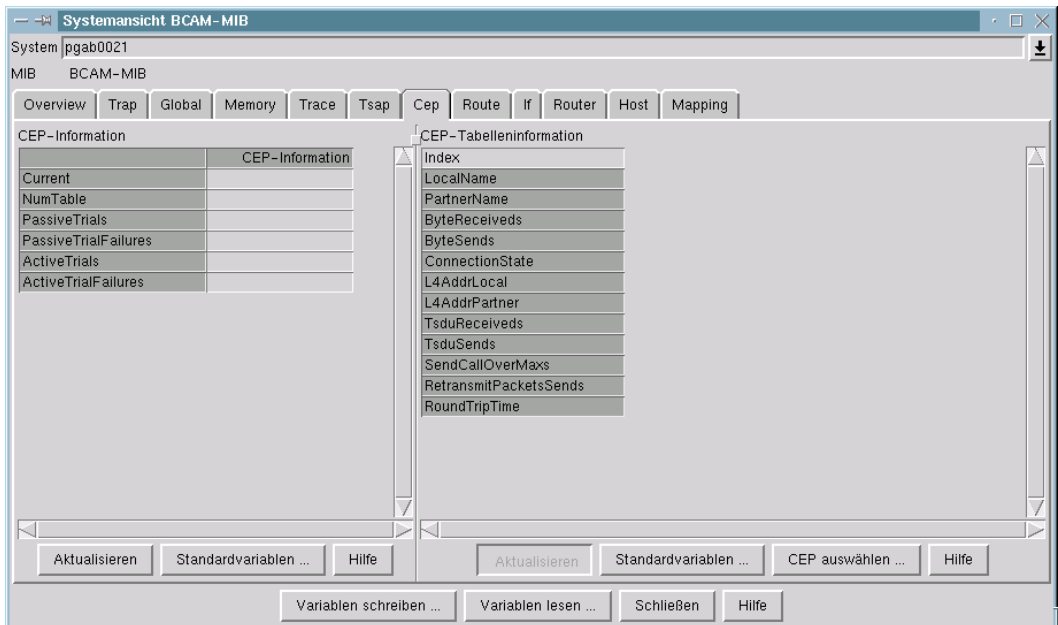 Systemansicht BCAM-MIB
System pgab0021
MIB BCAM-MIB
Overview Trap Global Memory Trace Tsap Cep Route If Router Host Mapping
CEP-Information
CEP-Information
Current
NumTable
PassiveTrials
PassiveTrialFailures
ActiveTrials
ActiveTrialFailures
Aktualisieren Standardvariablen ... Hilfe
CEP-Tabelleninformation
Index
LocalName
PartnerName
ByteReceiveds
ByteSends
ConnectionState
L4AddrLocal
L4AddrPartner
TsduReceiveds
TsduSends
SendCallOverMaxs
RetransmitPacketsSends
RoundTripTime
Aktualisieren Standardvariablen ... CEP auswählen ... Hilfe
Variablen schreiben ... Variablen lesen ... Schließen Hilfe